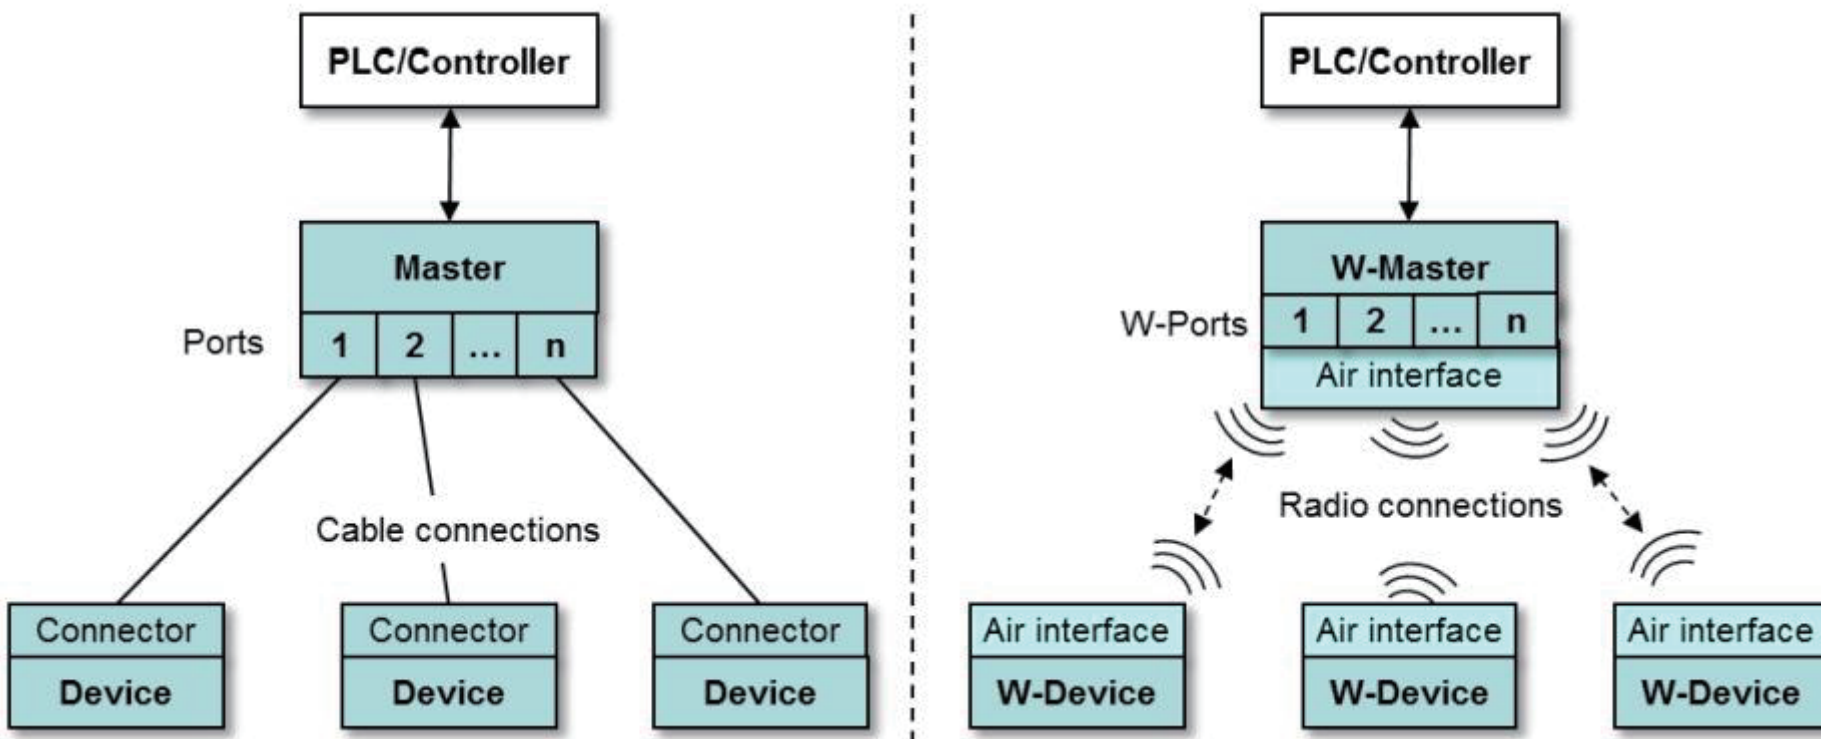 PLC/Controller
Master
Ports
1 2 ... n
Cable connections
Connector Connector Connector
Device Device Device
PLC/Controller
W-Master
W-Ports
1 2 ... n
Air interface
Radio connections
Air interface Air interface Air interface
W-Device W-Device W-Device